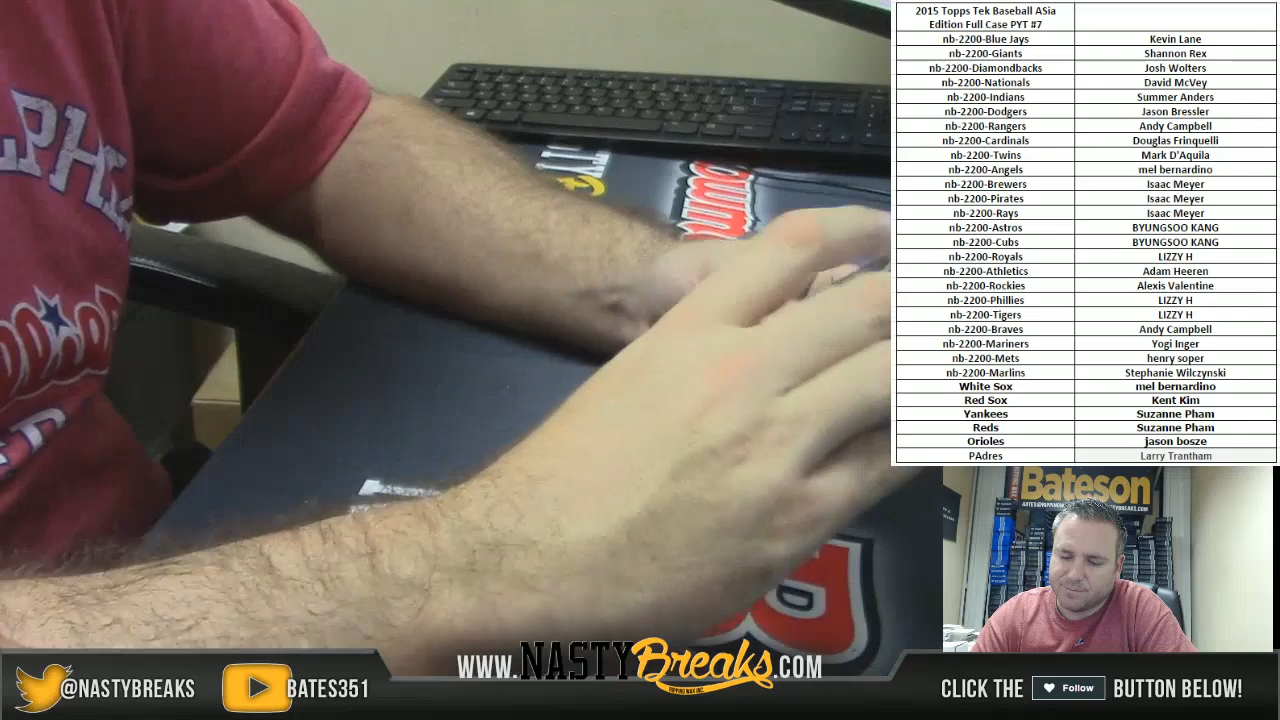 2015 Topps Tek Baseball ASia
Edition Full Case PYT #7
nb-2200-Blue Jays Kevin Lane
nb-2200-Giants Shannon Rex
nb-2200-Diamondbacks Josh Wolters
nb-2200-Nationals David McVey
nb-2200-Indians Summer Anders
nb-2200-Dodgers Jason Bressler
nb-2200-Rangers Andy Campbell
nb-2200-Cardinals Douglas Frinquelli
nb-2200-Twins Mark D'Aquila
nb-2200-Angels mel bernardino
nb-2200-Brewers Isaac Meyer
nb-2200-Pirates Isaac Meyer
nb-2200-Rays Isaac Meyer
nb-2200-Astros BYUNGSOO KANG
nb-2200-Cubs BYUNGSOO KANG
nb-2200-Royals LIZZY H
nb-2200-Athletics Adam Heeren
nb-2200-Rockies Alexis Valentine
nb-2200-Phillies LIZZY H
nb-2200-Tigers LIZZY H
nb-2200-Braves Andy Campbell
nb-2200-Mariners Yogi Inger
nb-2200-Mets henry soper
nb-2200-Marlins Stephanie Wilczynski
White Sox mel bernardino
Red Sox Kent Kim
Yankees Suzanne Pham
Reds Suzanne Pham
Orioles jason bosze
PAdres Larry Trantham
Bateson
WWW.NASTYBreaks.COM
RIPPING WAX INC
@NASTYBREAKS
BATES351
CLICK THE Follow BUTTON BELOW!